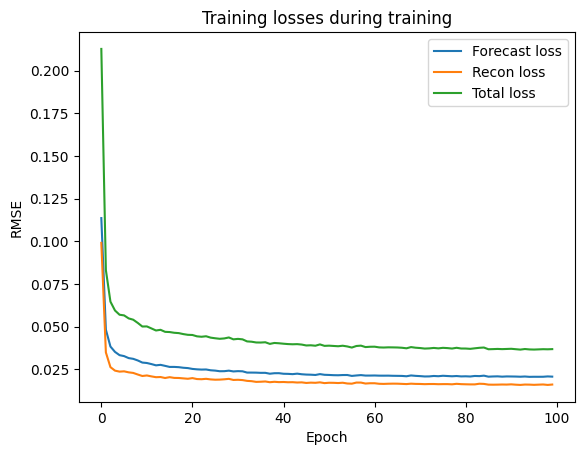 Training losses during training
Forecast loss
Recon loss
Total loss
0.200
0.175
0.150
0.125
0.100
0.075
0.050
0.025
RMSE
0 20 40 60 80 100
Epoch